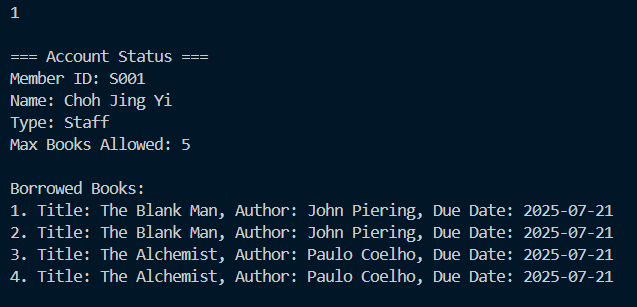 1
=== Account Status ===
Member ID: S001
Name: Choh Jing Yi
Type: Staff
Max Books Allowed: 5
Borrowed Books:
1. Title: The Blank Man, Author: John Piering, Due Date: 2025-07-21
2. Title: The Blank Man, Author: John Piering, Due Date: 2025-07-21
3. Title: The Alchemist, Author: Paulo Coelho, Due Date: 2025-07-21
4. Title: The Alchemist, Author: Paulo Coelho, Due Date: 2025-07-21